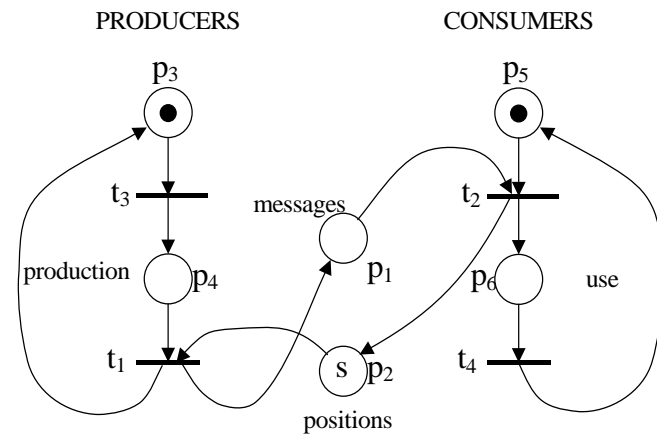 PRODUCERS
CONSUMERS
p3
p5
t3
messages
t2
production
p4
p1
p6
use
t1
s
p2
t4
positions